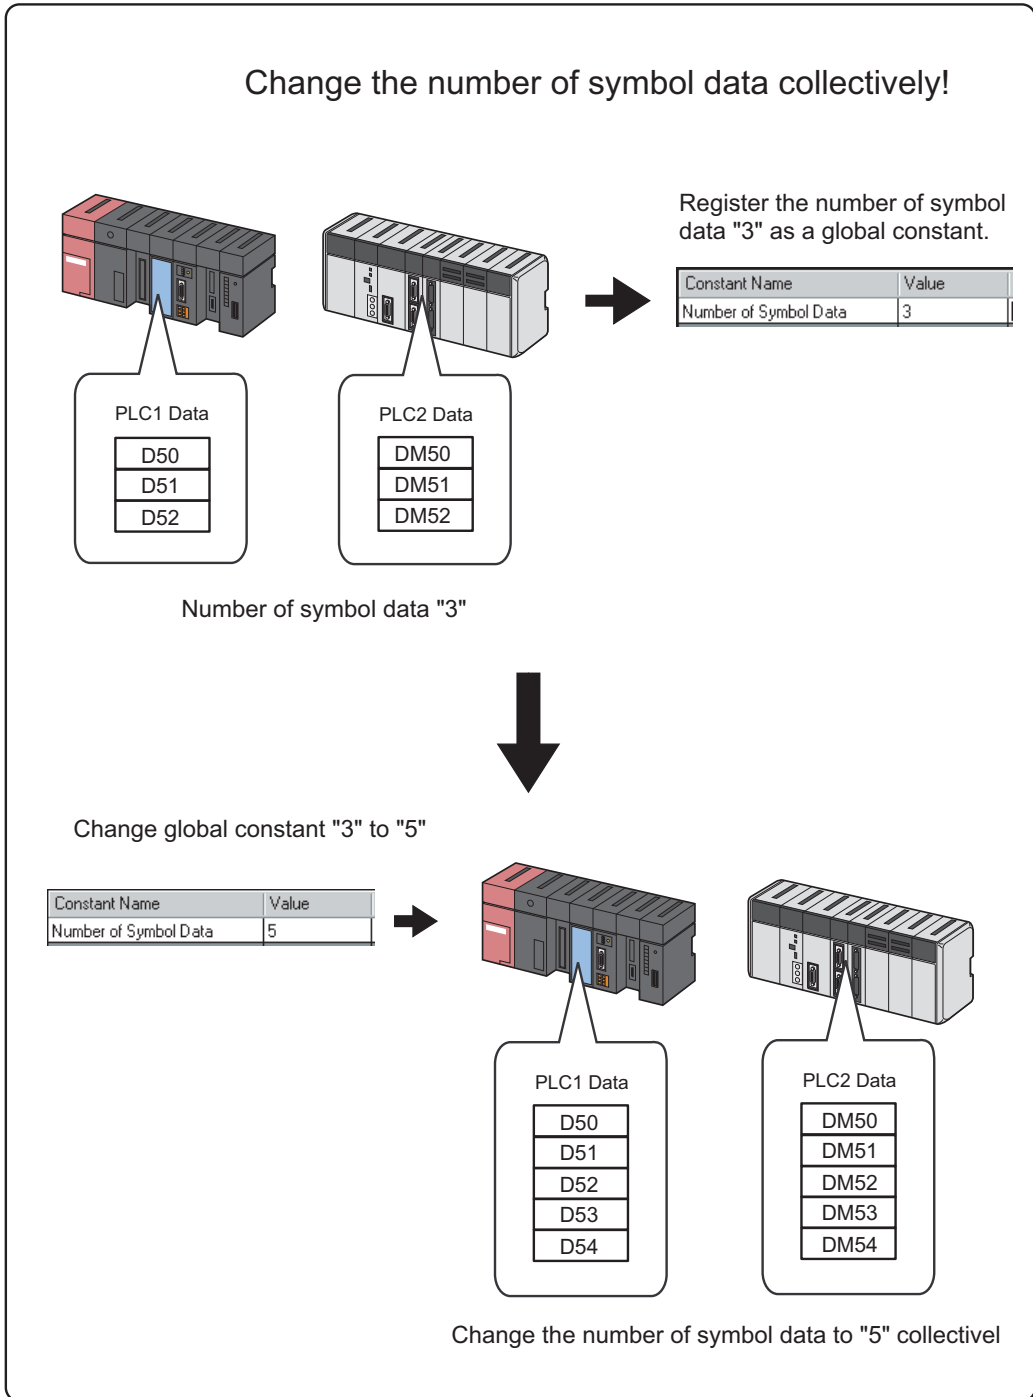 Change the number of symbol data collectively!
Register the number of symbol
data "3" as a global constant.
Constant Name Value
Number of Symbol Data 3
PLC1 Data
D50
D51
D52
PLC2 Data
DM50
DM51
DM52
Number of symbol data "3"
Change global constant "3" to "5"
Constant Name Value
Number of Symbol Data 5
PLC1 Data
D50
D51
D52
D53
D54
PLC2 Data
DM50
DM51
DM52
DM53
DM54
Change the number of symbol data to "5" collectivel